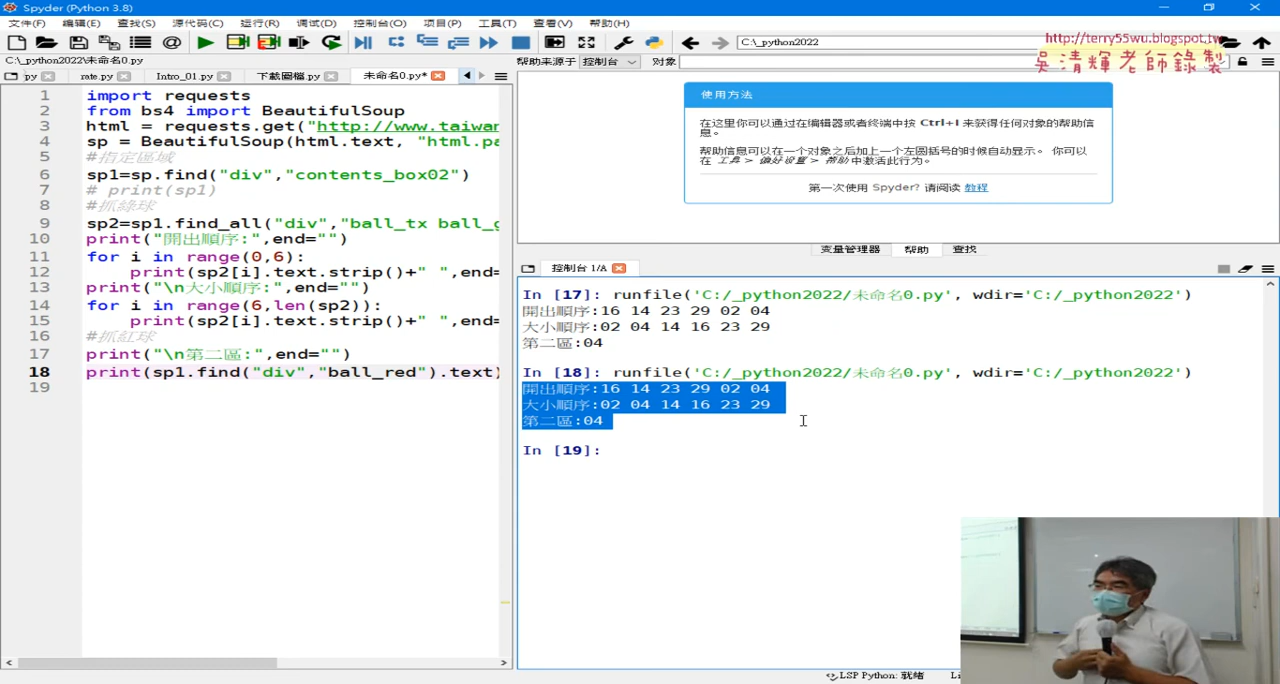 Spyder (Python 3.8)
文件(F) 编辑(E) 查找(S) 源代码(C) 运行(R) 调试(D) 控制台(O) 项目(P) 工具(T) 查看(V) 帮助(H)
C:\_python2022
http://terry55wu.blogspot.tw
吳清輝老師錄製
C:\_python2022\未命名0.py
帮助来源于 控制台 对象
py rate.py Intro_01.py 下載圖檔.py 未命名0.py*
1 import requests
2 from bs4 import BeautifulSoup
3 html = requests.get("http://www.taiwan
4 sp = BeautifulSoup(html.text, "html.pa
5 #指定區域
6 sp1=sp.find("div","contents_box02")
7 # print(sp1)
8 #抓綠球
9 sp2=sp1.find_all("div","ball_tx ball_g
10 print("開出順序:",end="")
11 for i in range(0,6):
12 print(sp2[i].text.strip()+" ",end=
13 print("\n大小順序:",end="")
14 for i in range(6,len(sp2)):
15 print(sp2[i].text.strip()+" ",end=
16 #抓紅球
17 print("\n第二區:",end="")
18 print(sp1.find("div","ball_red").text)
19
使用方法
在这里你可以通过在编辑器或者终端中按 Ctrl+I 来获得任何对象的帮助信
息。
帮助信息可以在一个对象之后加上一个左圆括号的时候自动显示。 你可以
在 工具 > 偏好设置 > 帮助 中激活此行为。
第一次使用 Spyder? 请阅读 教程
变量管理器 帮助 查找
控制台 1/A
In [17]: runfile('C:/_python2022/未命名0.py', wdir='C:/_python2022')
開出順序:16 14 23 29 02 04
大小順序:02 04 14 16 23 29
第二區:04
In [18]: runfile('C:/_python2022/未命名0.py', wdir='C:/_python2022')
開出順序:16 14 23 29 02 04
大小順序:02 04 14 16 23 29
第二區:04
In [19]:
LSP Python: 就绪